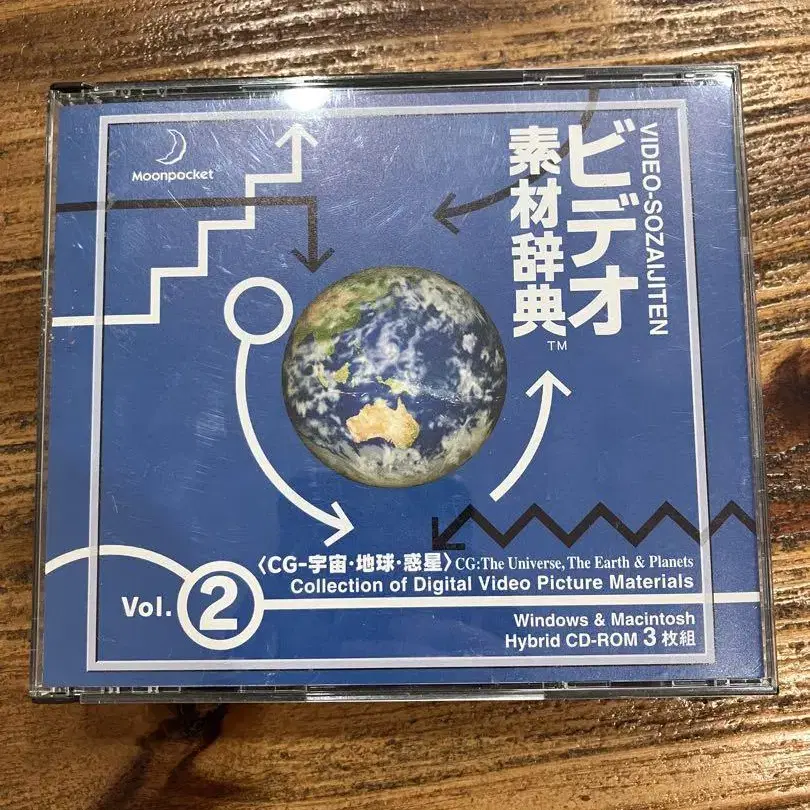 Moonpocket
VIDEO-SOZAIJITEN
ビデオ
素材辞典™
〈CG-宇宙・地球・惑星〉CG:The Universe, The Earth & Planets
Collection of Digital Video Picture Materials
Vol. 2
Windows & Macintosh
Hybrid CD-ROM 3枚組